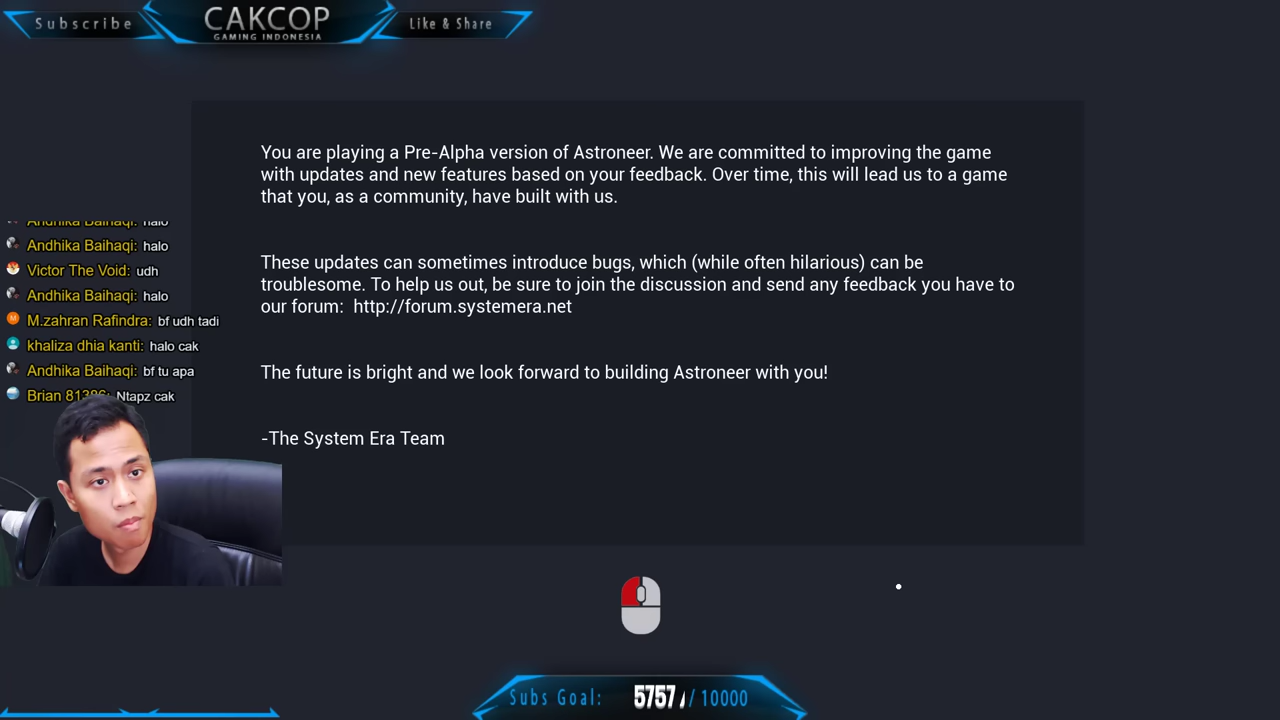 Subscribe
CAKCOP
GAMING INDONESIA
Like & Share
You are playing a Pre-Alpha version of Astroneer. We are committed to improving the game
with updates and new features based on your feedback. Over time, this will lead us to a game
that you, as a community, have built with us.
These updates can sometimes introduce bugs, which (while often hilarious) can be
troublesome. To help us out, be sure to join the discussion and send any feedback you have to
our forum:  http://forum.systemera.net
The future is bright and we look forward to building Astroneer with you!
-The System Era Team
Andhika Baihaqi: halo
Andhika Baihaqi: halo
Victor The Void: udh
Andhika Baihaqi: halo
M.zahran Rafindra: bf udh tadi
khaliza dhia kanti: halo cak
Andhika Baihaqi: bf tu apa
Brian 81386: Ntapz cak
M
Subs Goal: 5757 / 10000